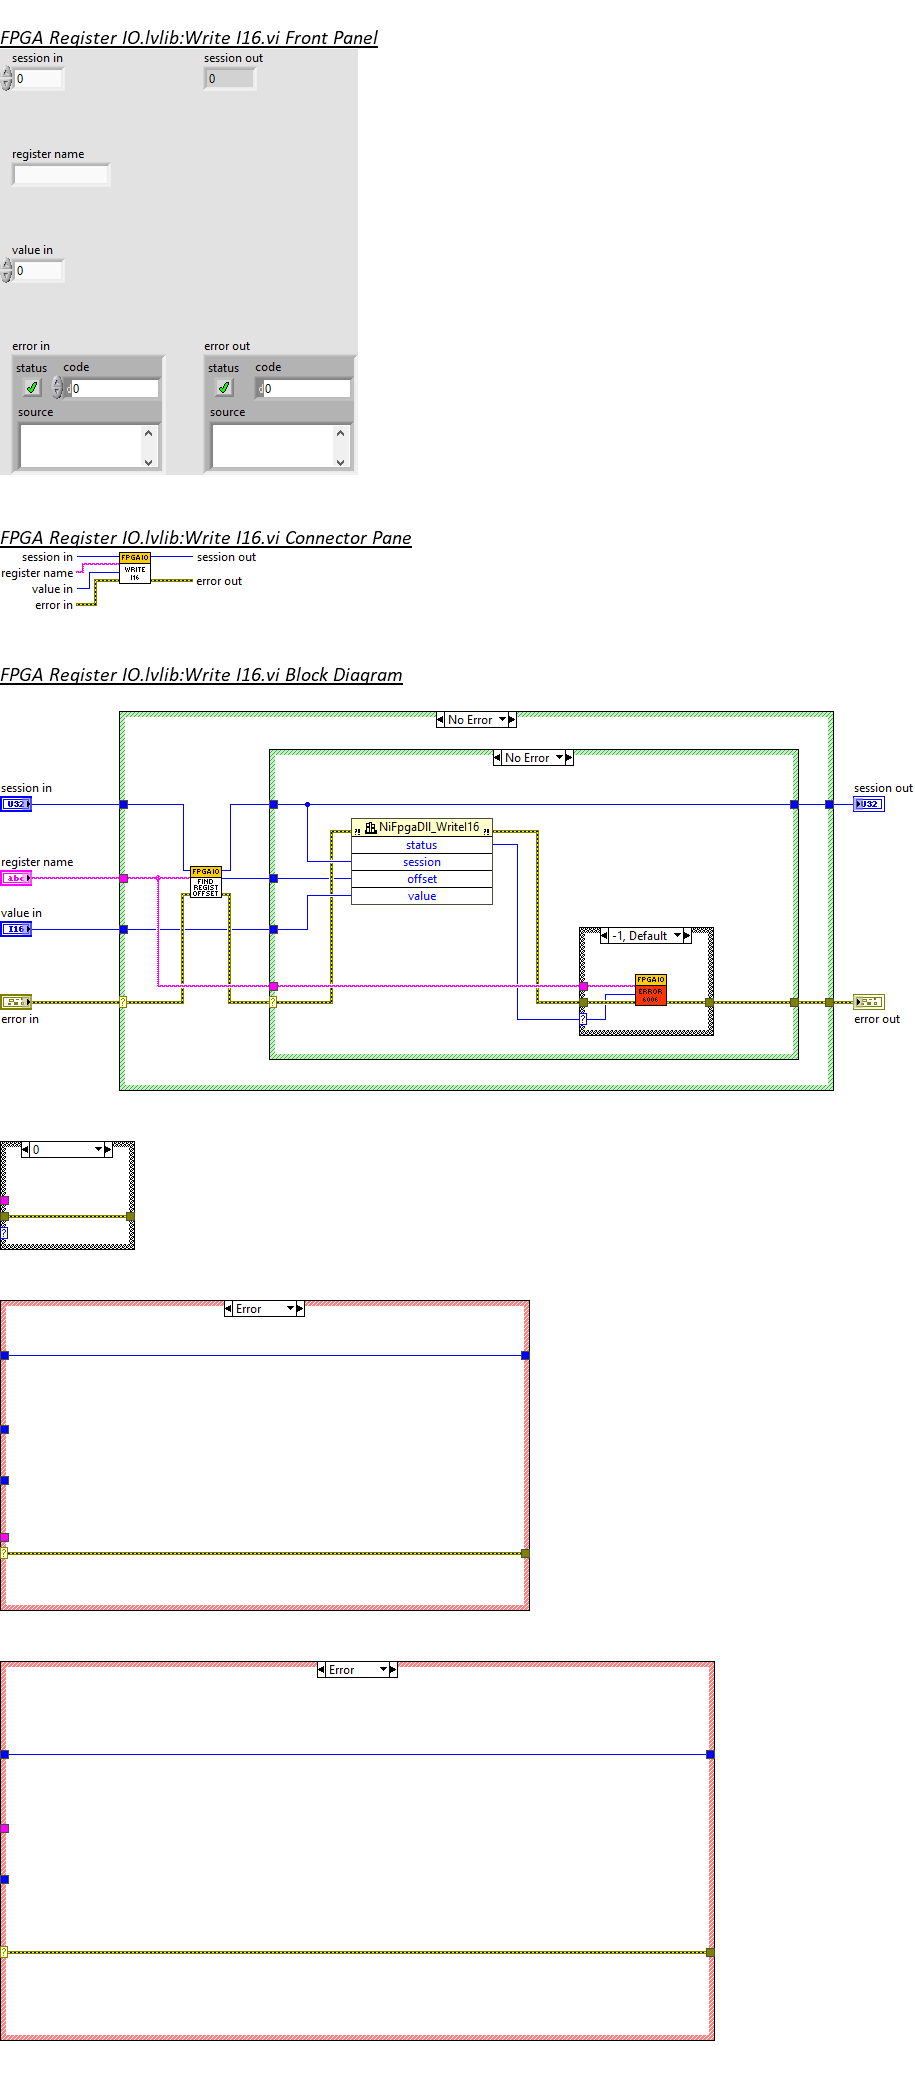 FPGA Register IO.lvlib:Write I16.vi Front Panel
session in
session out
0
0
register name
value in
0
error in
error out
status
code
status
code
d
0
d
0
source
source
FPGA Register IO.lvlib:Write I16.vi Connector Pane
session in
FPGAIO
session out
register name
WRITE
I16
value in
error out
error in
FPGA Register IO.lvlib:Write I16.vi Block Diagram
No Error
No Error
session in
session out
U32
U32
NiFpgaDll_WriteI16
status
session
offset
value
register name
abc
FPGAIO
FIND
REGIST
OFFSET
value in
I16
-1, Default
FPGAIO
ERROR
6006
?
?
?
error in
error out
0
?
Error
?
Error
?